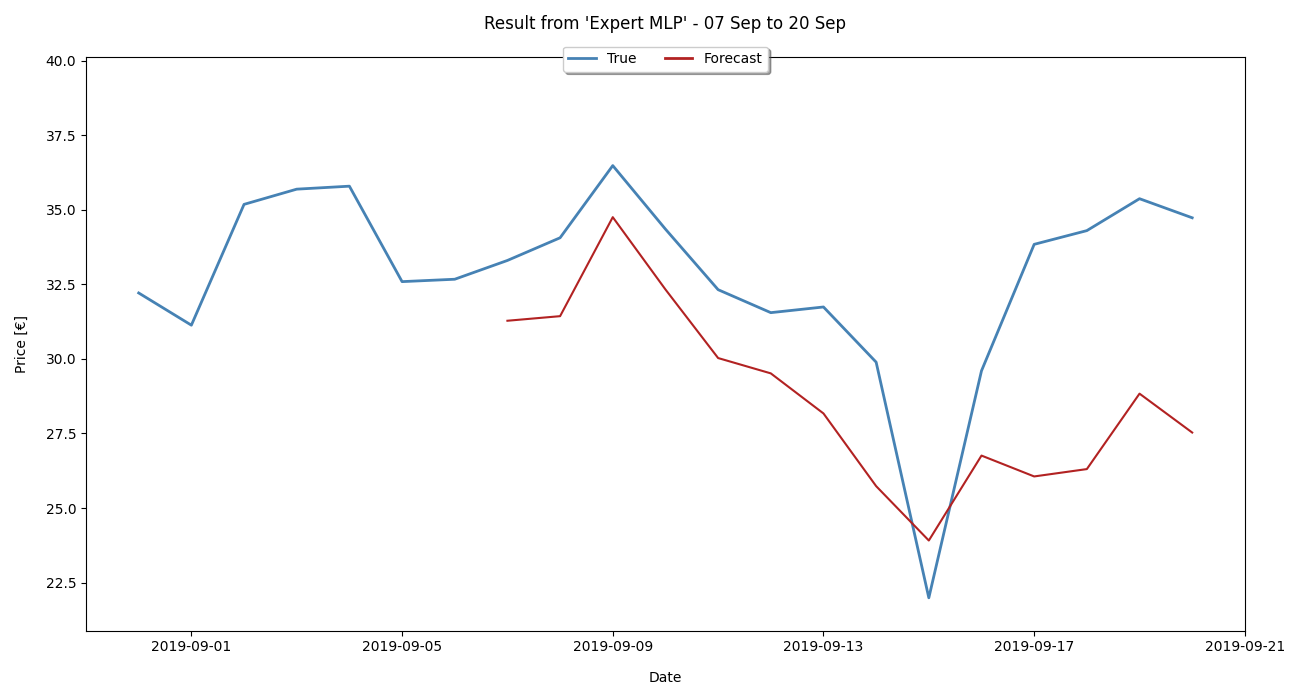 Result from 'Expert MLP' - 07 Sep to 20 Sep
True Forecast
40.0
37.5
35.0
32.5
30.0
27.5
25.0
22.5
Price [€]
2019-09-01 2019-09-05 2019-09-09 2019-09-13 2019-09-17 2019-09-21
Date